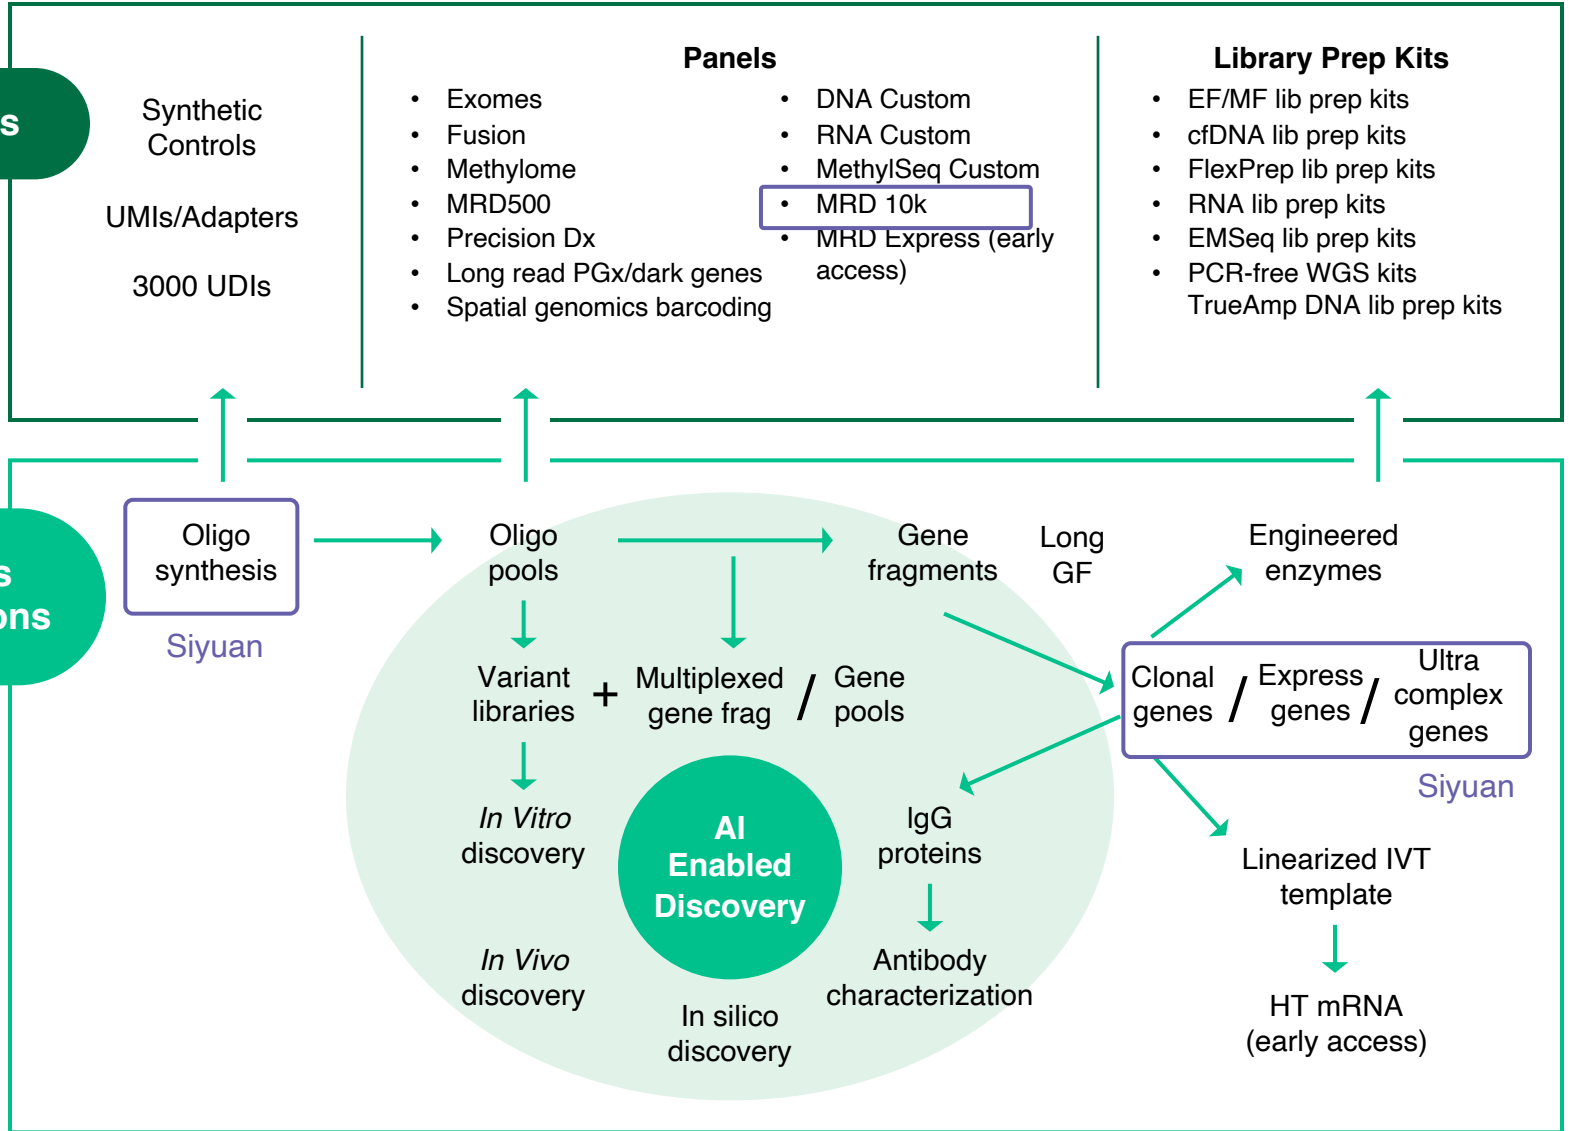 s
Synthetic
Controls
UMIs/Adapters
3000 UDIs
Panels
• Exomes
• Fusion
• Methylome
• MRD500
• Precision Dx
• Long read PGx/dark genes
• Spatial genomics barcoding
• DNA Custom
• RNA Custom
• MethylSeq Custom
• MRD 10k
• MRD Express (early
access)
Library Prep Kits
• EF/MF lib prep kits
• cfDNA lib prep kits
• FlexPrep lib prep kits
• RNA lib prep kits
• EMSeq lib prep kits
• PCR-free WGS kits
TrueAmp DNA lib prep kits
s
ons
Oligo
synthesis
Siyuan
Oligo
pools
Gene
fragments
Long
GF
Engineered
enzymes
Variant
libraries
+
Multiplexed
gene frag
/
Gene
pools
Clonal
genes
/
Express
genes
/
Ultra
complex
genes
Siyuan
In Vitro
discovery
AI
Enabled
Discovery
IgG
proteins
Linearized IVT
template
In Vivo
discovery
In silico
discovery
Antibody
characterization
HT mRNA
(early access)